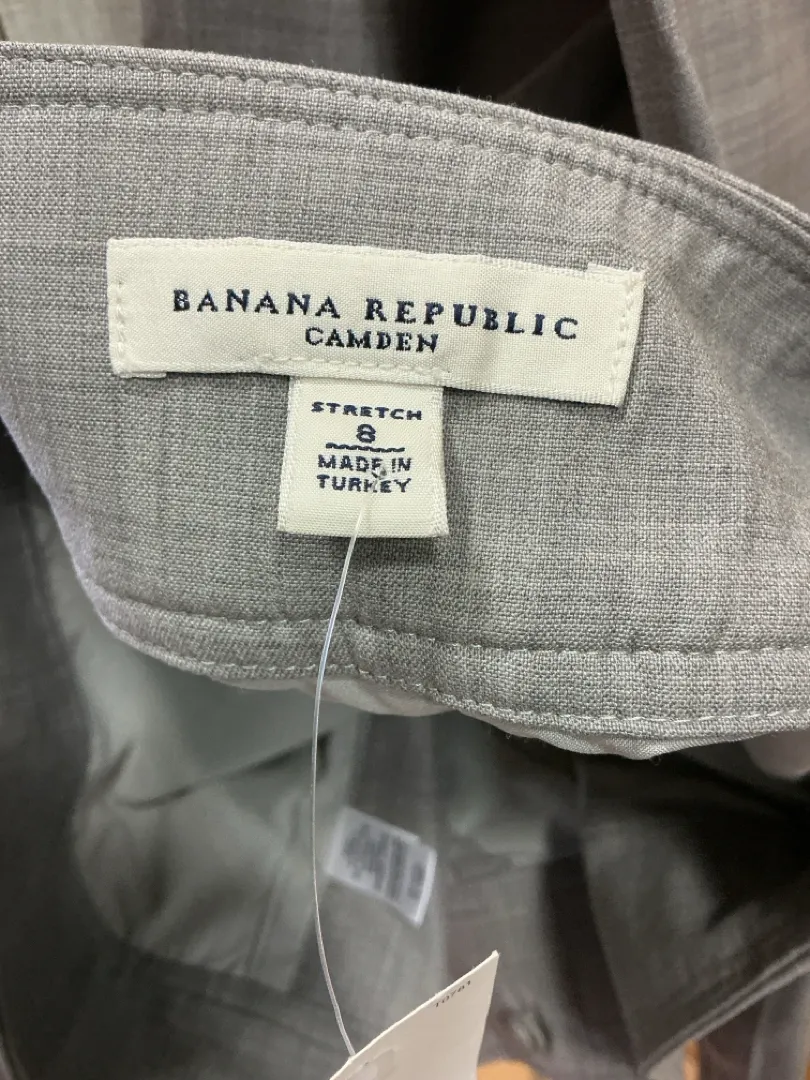 BANANA REPUBLIC
CAMDEN
STRETCH
8
MADE IN
TURKEY